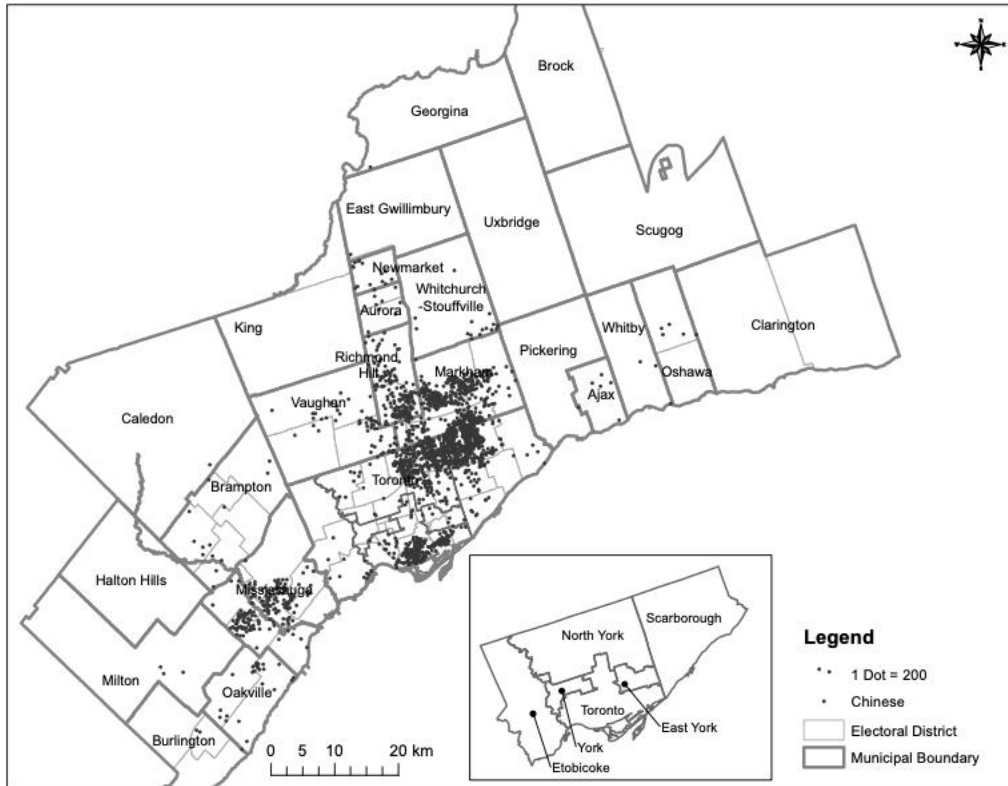 Brock
Georgina
East Gwillimbury
Uxbridge
Scugog
Newmarket
Whitchurch
-Stouffville
Aurora
King
Richmond
Hill
Markham
Pickering
Whitby
Clarington
Oshawa
Ajax
Vaughan
Caledon
Toronto
Brampton
Halton Hills
Mississauga
Milton
Oakville
Burlington
0 5 10 20 km
Scarborough
North York
Toronto
East York
York
Etobicoke
Legend
1 Dot = 200
Chinese
Electoral District
Municipal Boundary